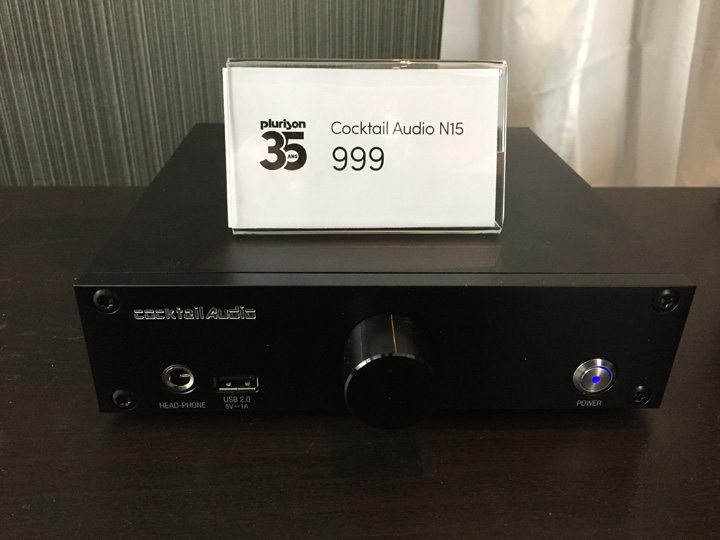 plurison
35
ANS
Cocktail Audio N15
999
cocktailAudio
HEAD-PHONE
USB 2.0
5V⎓1A
POWER